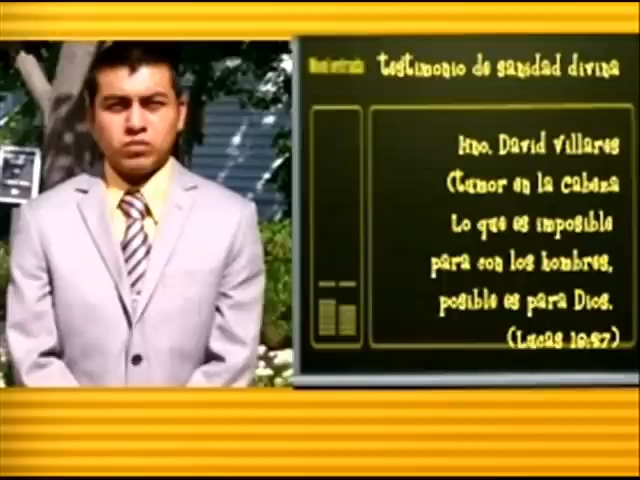 testimonio de sanidad divina
Hno. David Villares
(tumor en la Cabeza
Lo que es imposible
para con los hombres,
posible es para Dios.
(Lucas 18:27)